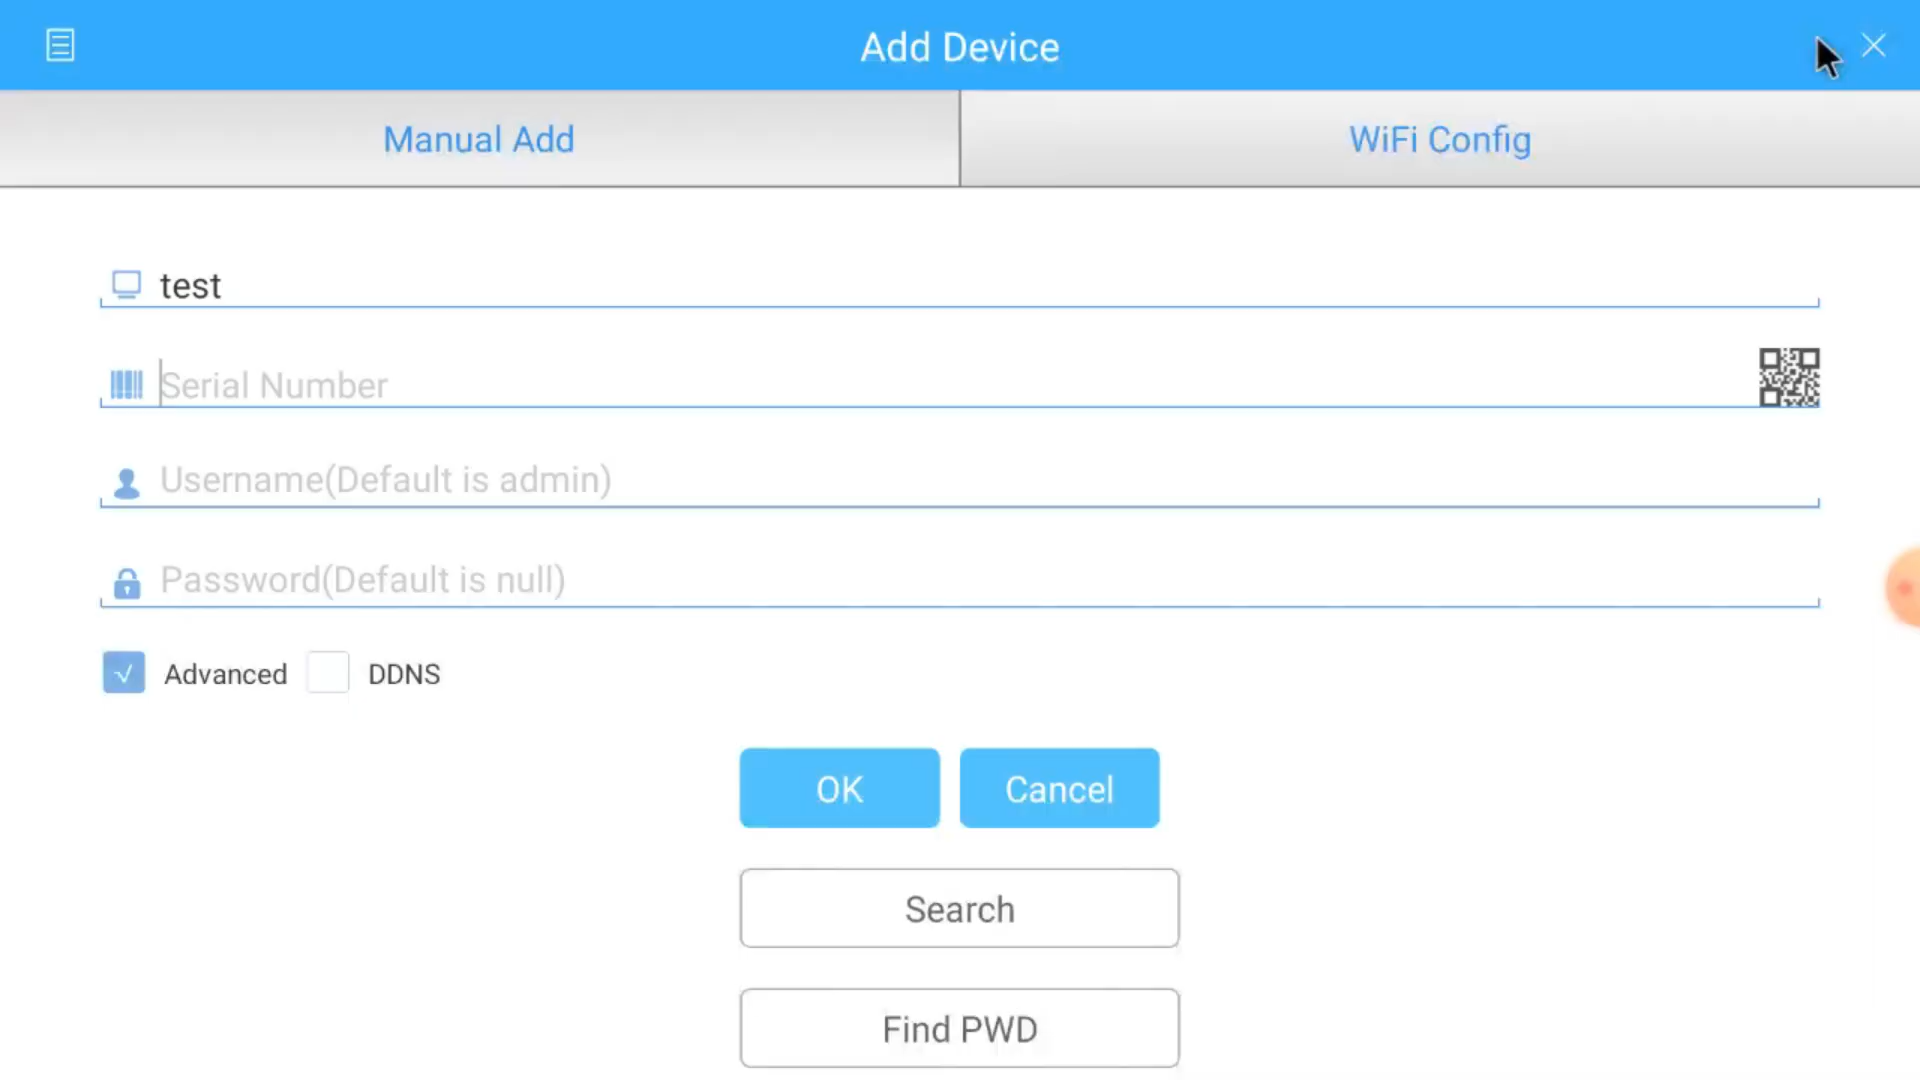 Add Device
Manual Add
WiFi Config
test
Serial Number
Username(Default is admin)
Password(Default is null)
Advanced
DDNS
OK
Cancel
Search
Find PWD